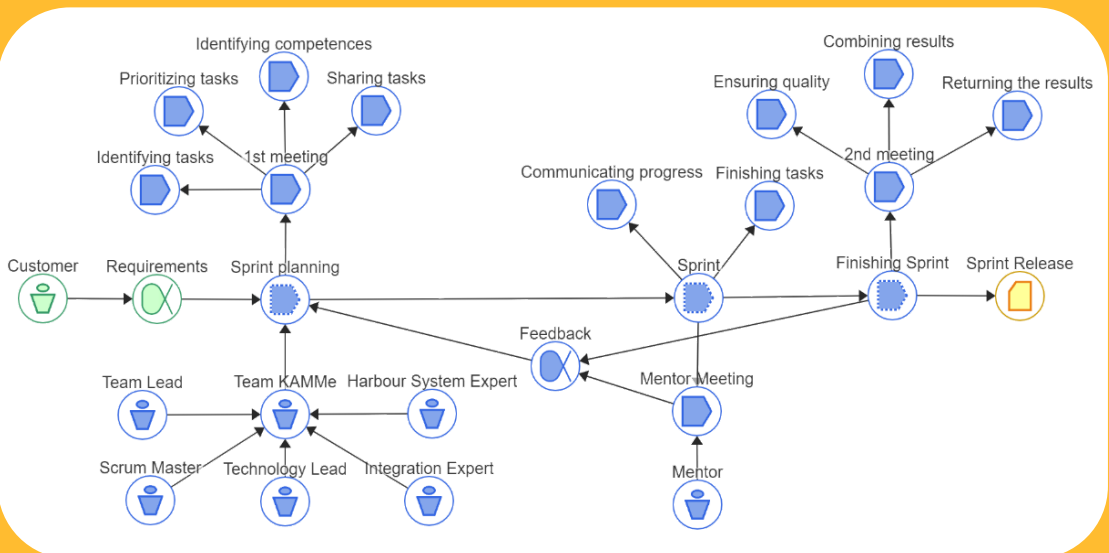 Identifying competences
Combining results
Prioritizing tasks
Sharing tasks
Ensuring quality
Returning the results
Identifying tasks
1st meeting
2nd meeting
Communicating progress
Finishing tasks
Customer
Requirements
Sprint planning
Sprint
Finishing Sprint
Sprint Release
Feedback
Team Lead
Team KAMMe
Harbour System Expert
Mentor Meeting
Scrum Master
Technology Lead
Integration Expert
Mentor